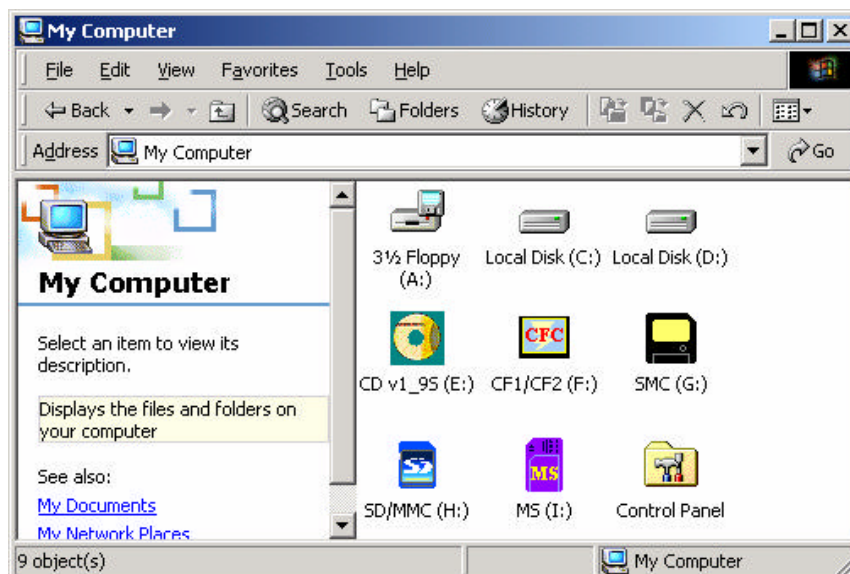 My Computer
File Edit View Favorites Tools Help
Back Search Folders History
Address My Computer Go
My Computer
Select an item to view its
description.
Displays the files and folders on
your computer
See also:
My Documents
My Network Places
3½ Floppy
(A:)
Local Disk (C:)
Local Disk (D:)
CD v1_95 (E:)
CFC
CF1/CF2 (F:)
SMC (G:)
SD
SD/MMC (H:)
MS
MS (I:)
Control Panel
9 object(s)
My Computer